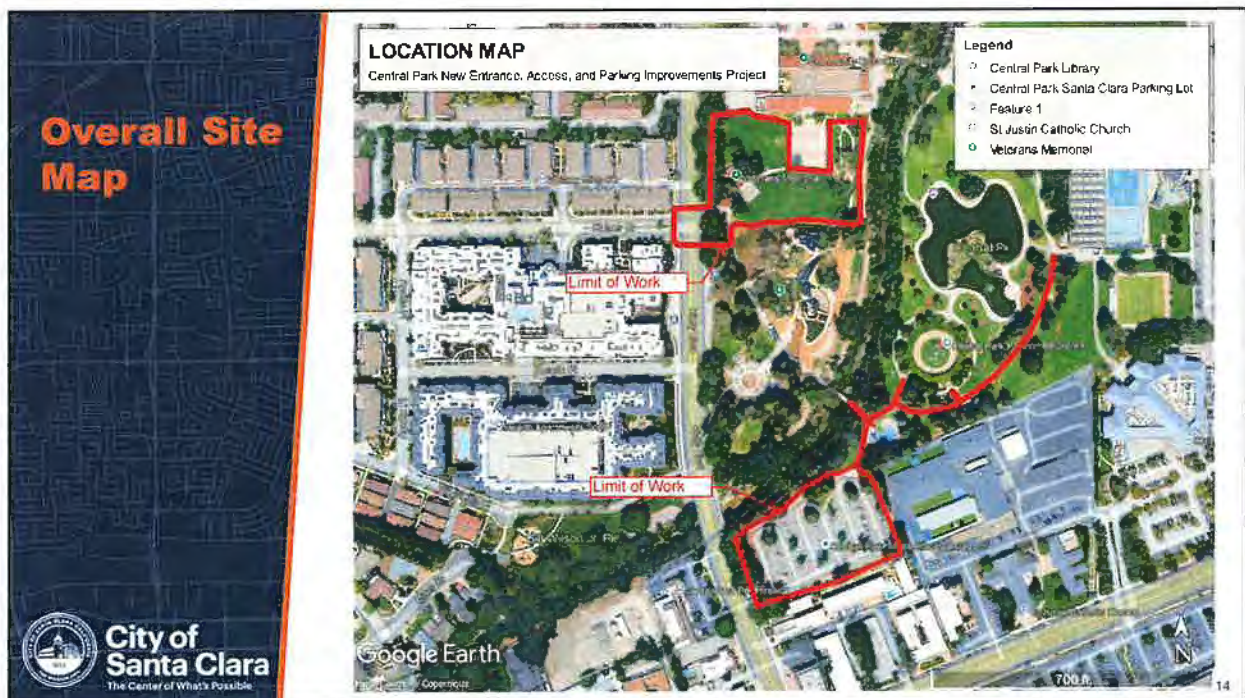 Overall Site
Map
LOCATION MAP
Central Park New Entrance, Access, and Parking Improvements Project
Legend
Central Park Library
Central Park Santa Clara Parking Lot
Feature 1
St Justin Catholic Church
Veterans Memorial
Limit of Work
Limit of Work
Google Earth
Copernicus
700 ft
N
City of
Santa Clara
The Center of What's Possible
14